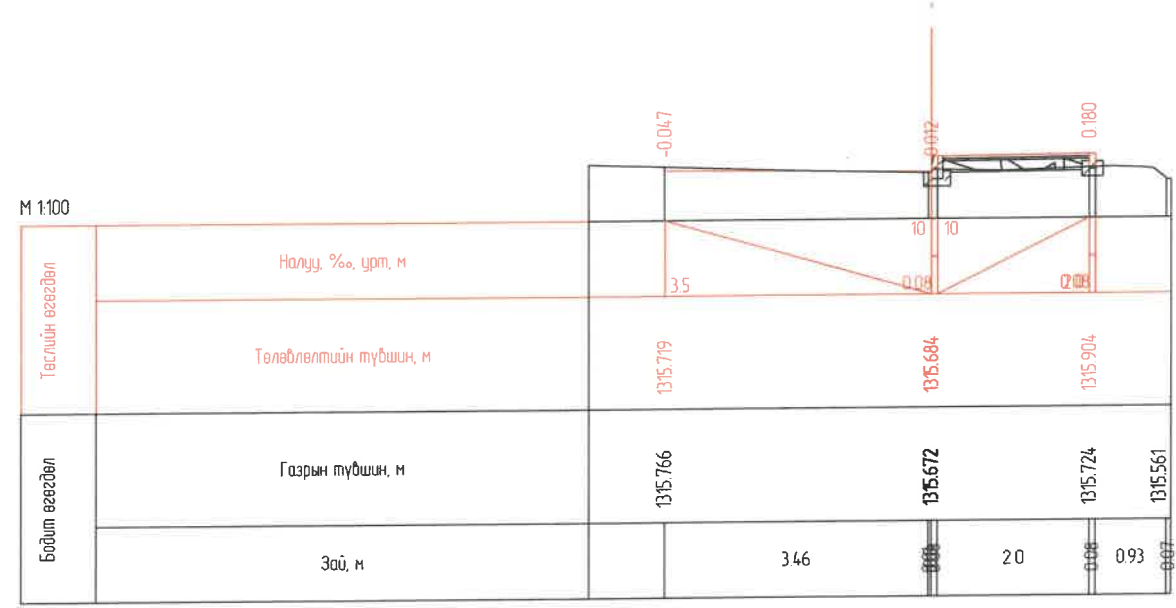 -0.047
0.012
0.180
М 1:100
Төслийн өгөгдөл
Налуу, ‰, урт, м
10
10
3.5
0.08
Төлөвлөлтийн түвшин, м
1315.719
1315.684
1315.904
Бодит өгөгдөл
Газрын түвшин, м
1315.766
1315.672
1315.724
1315.561
Зай, м
3.46
2.0
0.08
0.93
0.07